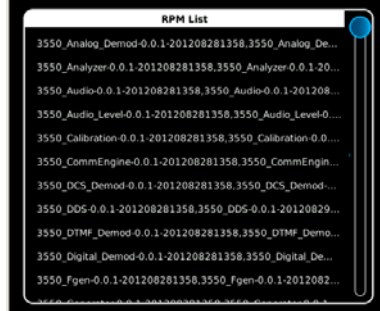 RPM List
3550_Analog_Demod-0.0.1-201208281358,3550_Analog_De...
3550_Analyzer-0.0.1-201208281358,3550_Analyzer-0.0.1-20...
3550_Audio-0.0.1-201208281358,3550_Audio-0.0.1-201208...
3550_Audio_Level-0.0.1-201208281358,3550_Audio_Level-0....
3550_Calibration-0.0.1-201208281358,3550_Calibration-0.0....
3550_CommEngine-0.0.1-201208281358,3550_CommEngin...
3550_DCS_Demod-0.0.1-201208281358,3550_DCS_Demod-...
3550_DDS-0.0.1-201208281358,3550_DDS-0.0.1-20120829...
3550_DTMF_Demod-0.0.1-201208281358,3550_DTMF_Demo...
3550_Digital_Demod-0.0.1-201208281358,3550_Digital_De...
3550_Fgen-0.0.1-201208281358,3550_Fgen-0.0.1-2012082...